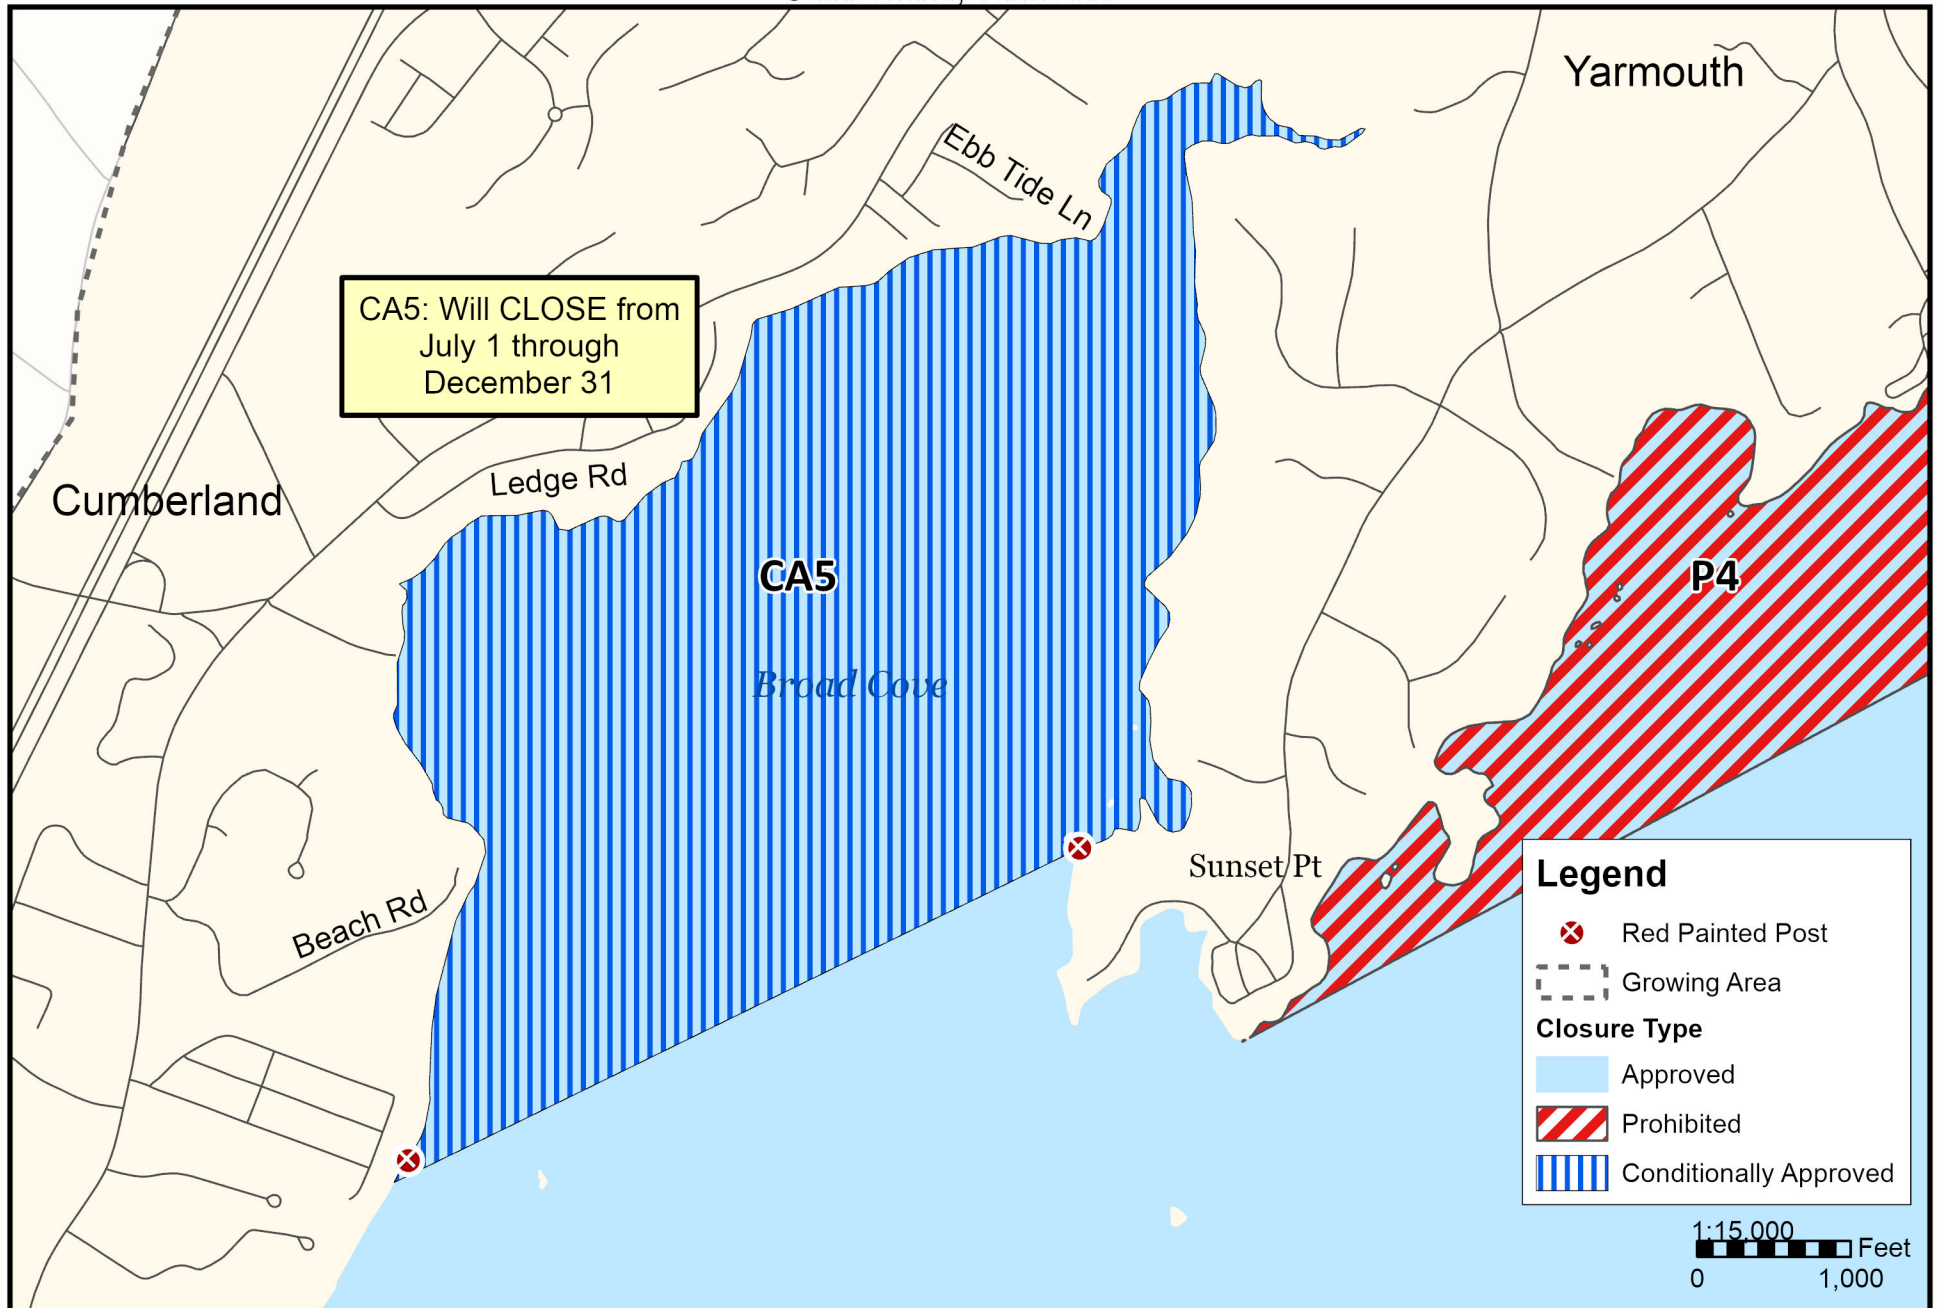 Yarmouth
Ebb Tide Ln
CA5: Will CLOSE from
July 1 through
December 31
Ledge Rd
Cumberland
CA5
P4
Broad Cove
Sunset Pt
Beach Rd
Legend
Red Painted Post
Growing Area
Closure Type
Approved
Prohibited
Conditionally Approved
1:15,000
Feet
0 1,000